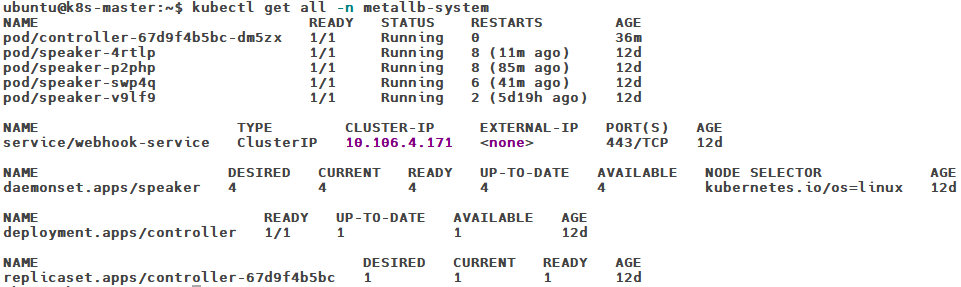 ubuntu@k8s-master:~$ kubectl get all -n metallb-system
NAME READY STATUS RESTARTS AGE
pod/controller-67d9f4b5bc-dm5zx 1/1 Running 0 36m
pod/speaker-4rtlp 1/1 Running 8 (11m ago) 12d
pod/speaker-p2php 1/1 Running 8 (85m ago) 12d
pod/speaker-swp4q 1/1 Running 6 (41m ago) 12d
pod/speaker-v9lf9 1/1 Running 2 (5d19h ago) 12d
NAME TYPE CLUSTER-IP EXTERNAL-IP PORT(S) AGE
service/webhook-service ClusterIP 10.106.4.171 <none> 443/TCP 12d
NAME DESIRED CURRENT READY UP-TO-DATE AVAILABLE NODE SELECTOR AGE
daemonset.apps/speaker 4 4 4 4 4 kubernetes.io/os=linux 12d
NAME READY UP-TO-DATE AVAILABLE AGE
deployment.apps/controller 1/1 1 1 12d
NAME DESIRED CURRENT READY AGE
replicaset.apps/controller-67d9f4b5bc 1 1 1 12d